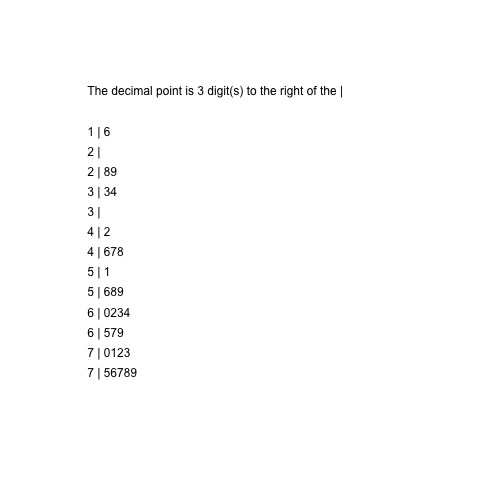 The decimal point is 3 digit(s) to the right of the |
1 | 6
2 |
2 | 89
3 | 34
3 |
4 | 2
4 | 678
5 | 1
5 | 689
6 | 0234
6 | 579
7 | 0123
7 | 56789